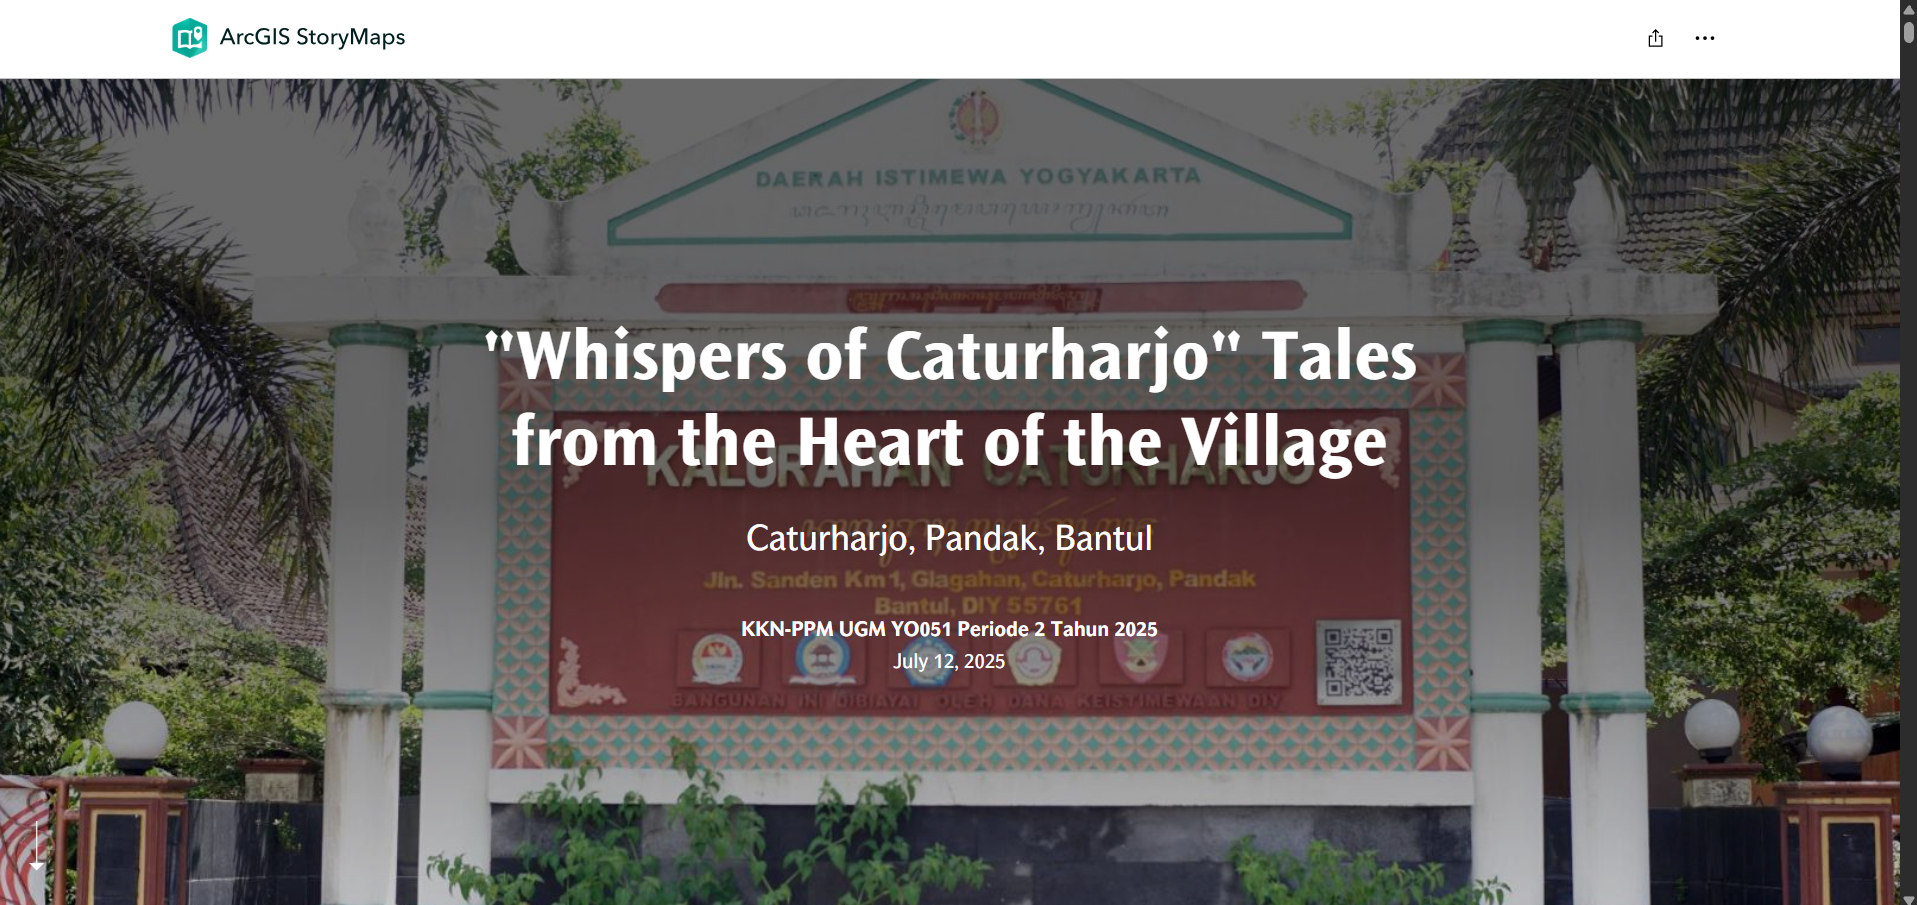 ArcGIS StoryMaps
DAERAH ISTIMEWA YOGYAKARTA
"Whispers of Caturharjo" Tales
from the Heart of the Village
KALURAHAN CATURHARJO
Caturharjo, Pandak, Bantul
Jln. Sanden Km 1, Glagahan, Caturharjo, Pandak
Bantul, DIY 55761
KKN-PPM UGM YO051 Periode 2 Tahun 2025
July 12, 2025
BANGUNAN INI DIBIAYAI OLEH DANA KEISTIMEWAAN DIY